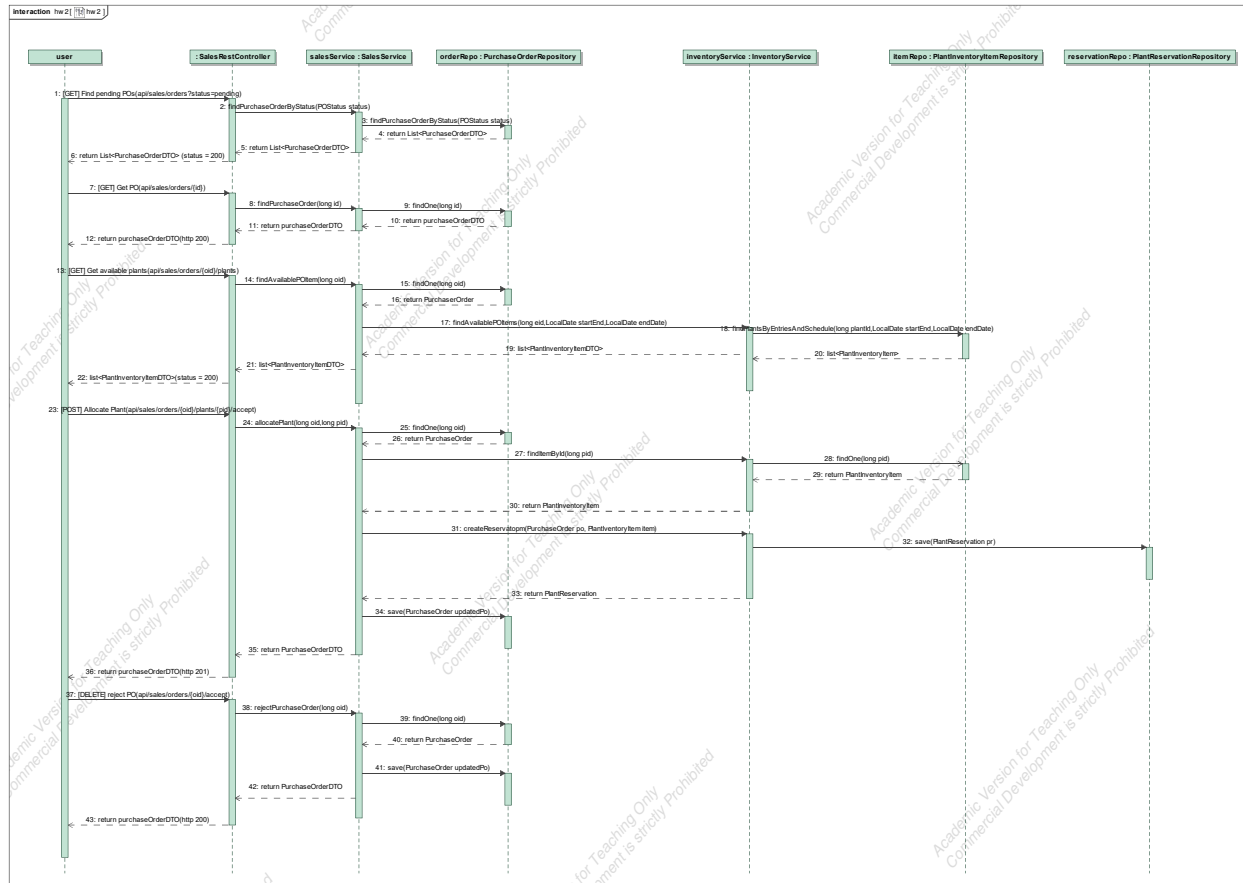 interaction hw2[ hw2 ]
user
: SalesRestController
salesService : SalesService
orderRepo : PurchaseOrderRepository
inventoryService : InventoryService
itemRepo : PlantInventoryItemRepository
reservationRepo : PlantReservationRepository
1: [GET] Find pending POs(api/sales/orders?status=pending)
2: findPurchaseOrderByStatus(POStatus status)
3: findPurchaseOrderByStatus(POStatus status)
4: return List<PurchaseOrderDTO>
5: return List<PurchaseOrderDTO>
6: return List<PurchaseOrderDTO> (status = 200)
7: [GET] Get PO(api/sales/orders/{id})
8: findPurchaseOrder(long id)
9: findOne(long id)
10: return purchaseOrderDTO
11: return purchaseOrderDTO
12: return purchaseOrderDTO(http 200)
13: [GET] Get available plants(api/sales/orders/{oid}/plants)
14: findAvailablePOItem(long oid)
15: findOne(long oid)
16: return PurchaserOrder
17: findAvailablePOItems(long eid,LocalDate startEnd,LocalDate endDate)
18: findPlantsByEntriesAndSchedule(long plantId,LocalDate startEnd,LocalDate endDate)
19: list<PlantInventoryItemDTO>
20: list<PlantInventoryItem>
21: list<PlantInventoryItemDTO>
22: list<PlantInventoryItemDTO>(status = 200)
23: [POST] Allocate Plant(api/sales/orders/{oid}/plants/{pid}/accept)
24: allocatePlant(long oid,long pid)
25: findOne(long oid)
26: return PurchaseOrder
27: findItemById(long pid)
28: findOne(long pid)
29: return PlantInventoryItem
30: return PlantInventoryItem
31: createReservatopm(PurchaseOrder po, PlantIventoryItem item)
32: save(PlantReservation pr)
33: return PlantReservation
34: save(PurchaseOrder updatedPo)
35: return PurchaseOrderDTO
36: return purchaseOrderDTO(http 201)
37: [DELETE] reject PO(api/sales/orders/{oid}/accept)
38: rejectPurchaseOrder(long oid)
39: findOne(long oid)
40: return PurchaseOrder
41: save(PurchaseOrder updatedPo)
42: return PurchaseOrderDTO
43: return purchaseOrderDTO(http 200)
Academic Version for Teaching Only
Commercial Development is strictly Prohibited